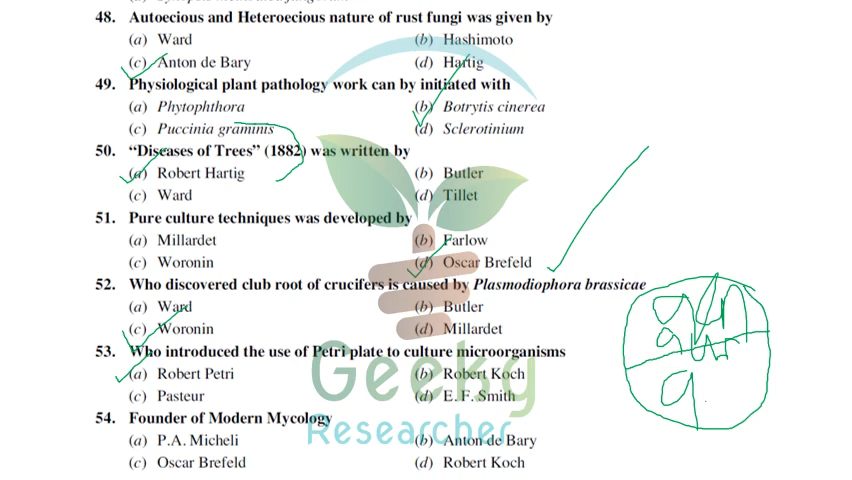 48. Autoecious and Heteroecious nature of rust fungi was given by
(a) Ward (b) Hashimoto
(c) Anton de Bary (d) Hartig
49. Physiological plant pathology work can by initiated with
(a) Phytophthora (b) Botrytis cinerea
(c) Puccinia graminis (d) Sclerotinium
50. “Diseases of Trees” (1882) was written by
(a) Robert Hartig (b) Butler
(c) Ward (d) Tillet
51. Pure culture techniques was developed by
(a) Millardet (b) Farlow
(c) Woronin (d) Oscar Brefeld
52. Who discovered club root of crucifers is caused by Plasmodiophora brassicae
(a) Ward (b) Butler
(c) Woronin (d) Millardet
53. Who introduced the use of Petri plate to culture microorganisms
(a) Robert Petri (b) Robert Koch
(c) Pasteur (d) E.F. Smith
54. Founder of Modern Mycology
(a) P.A. Micheli (b) Anton de Bary
(c) Oscar Brefeld (d) Robert Koch
Geeky
Researcher